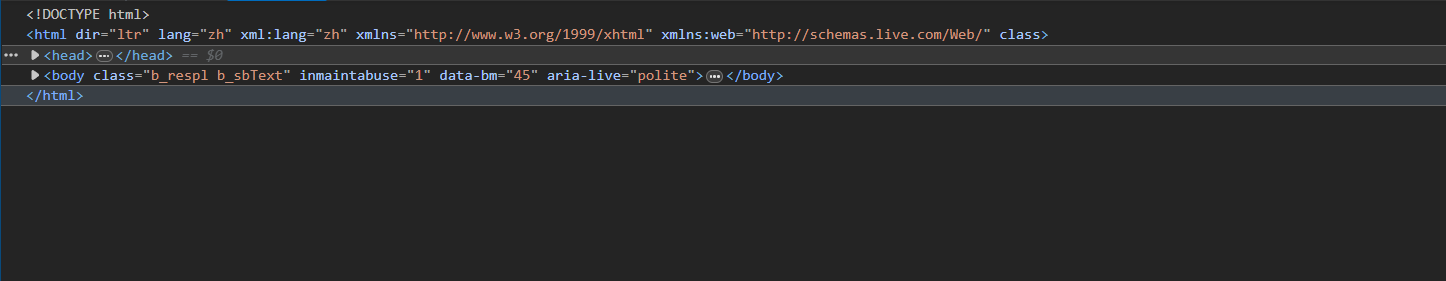 <!DOCTYPE html>
<html dir="ltr" lang="zh" xml:lang="zh" xmlns="http://www.w3.org/1999/xhtml" xmlns:web="http://schemas.live.com/Web/" class>
••• ▶ <head> ••• </head> == $0
▶ <body class="b_respl b_sbText" inmaintabuse="1" data-bm="45" aria-live="polite"> ••• </body>
</html>